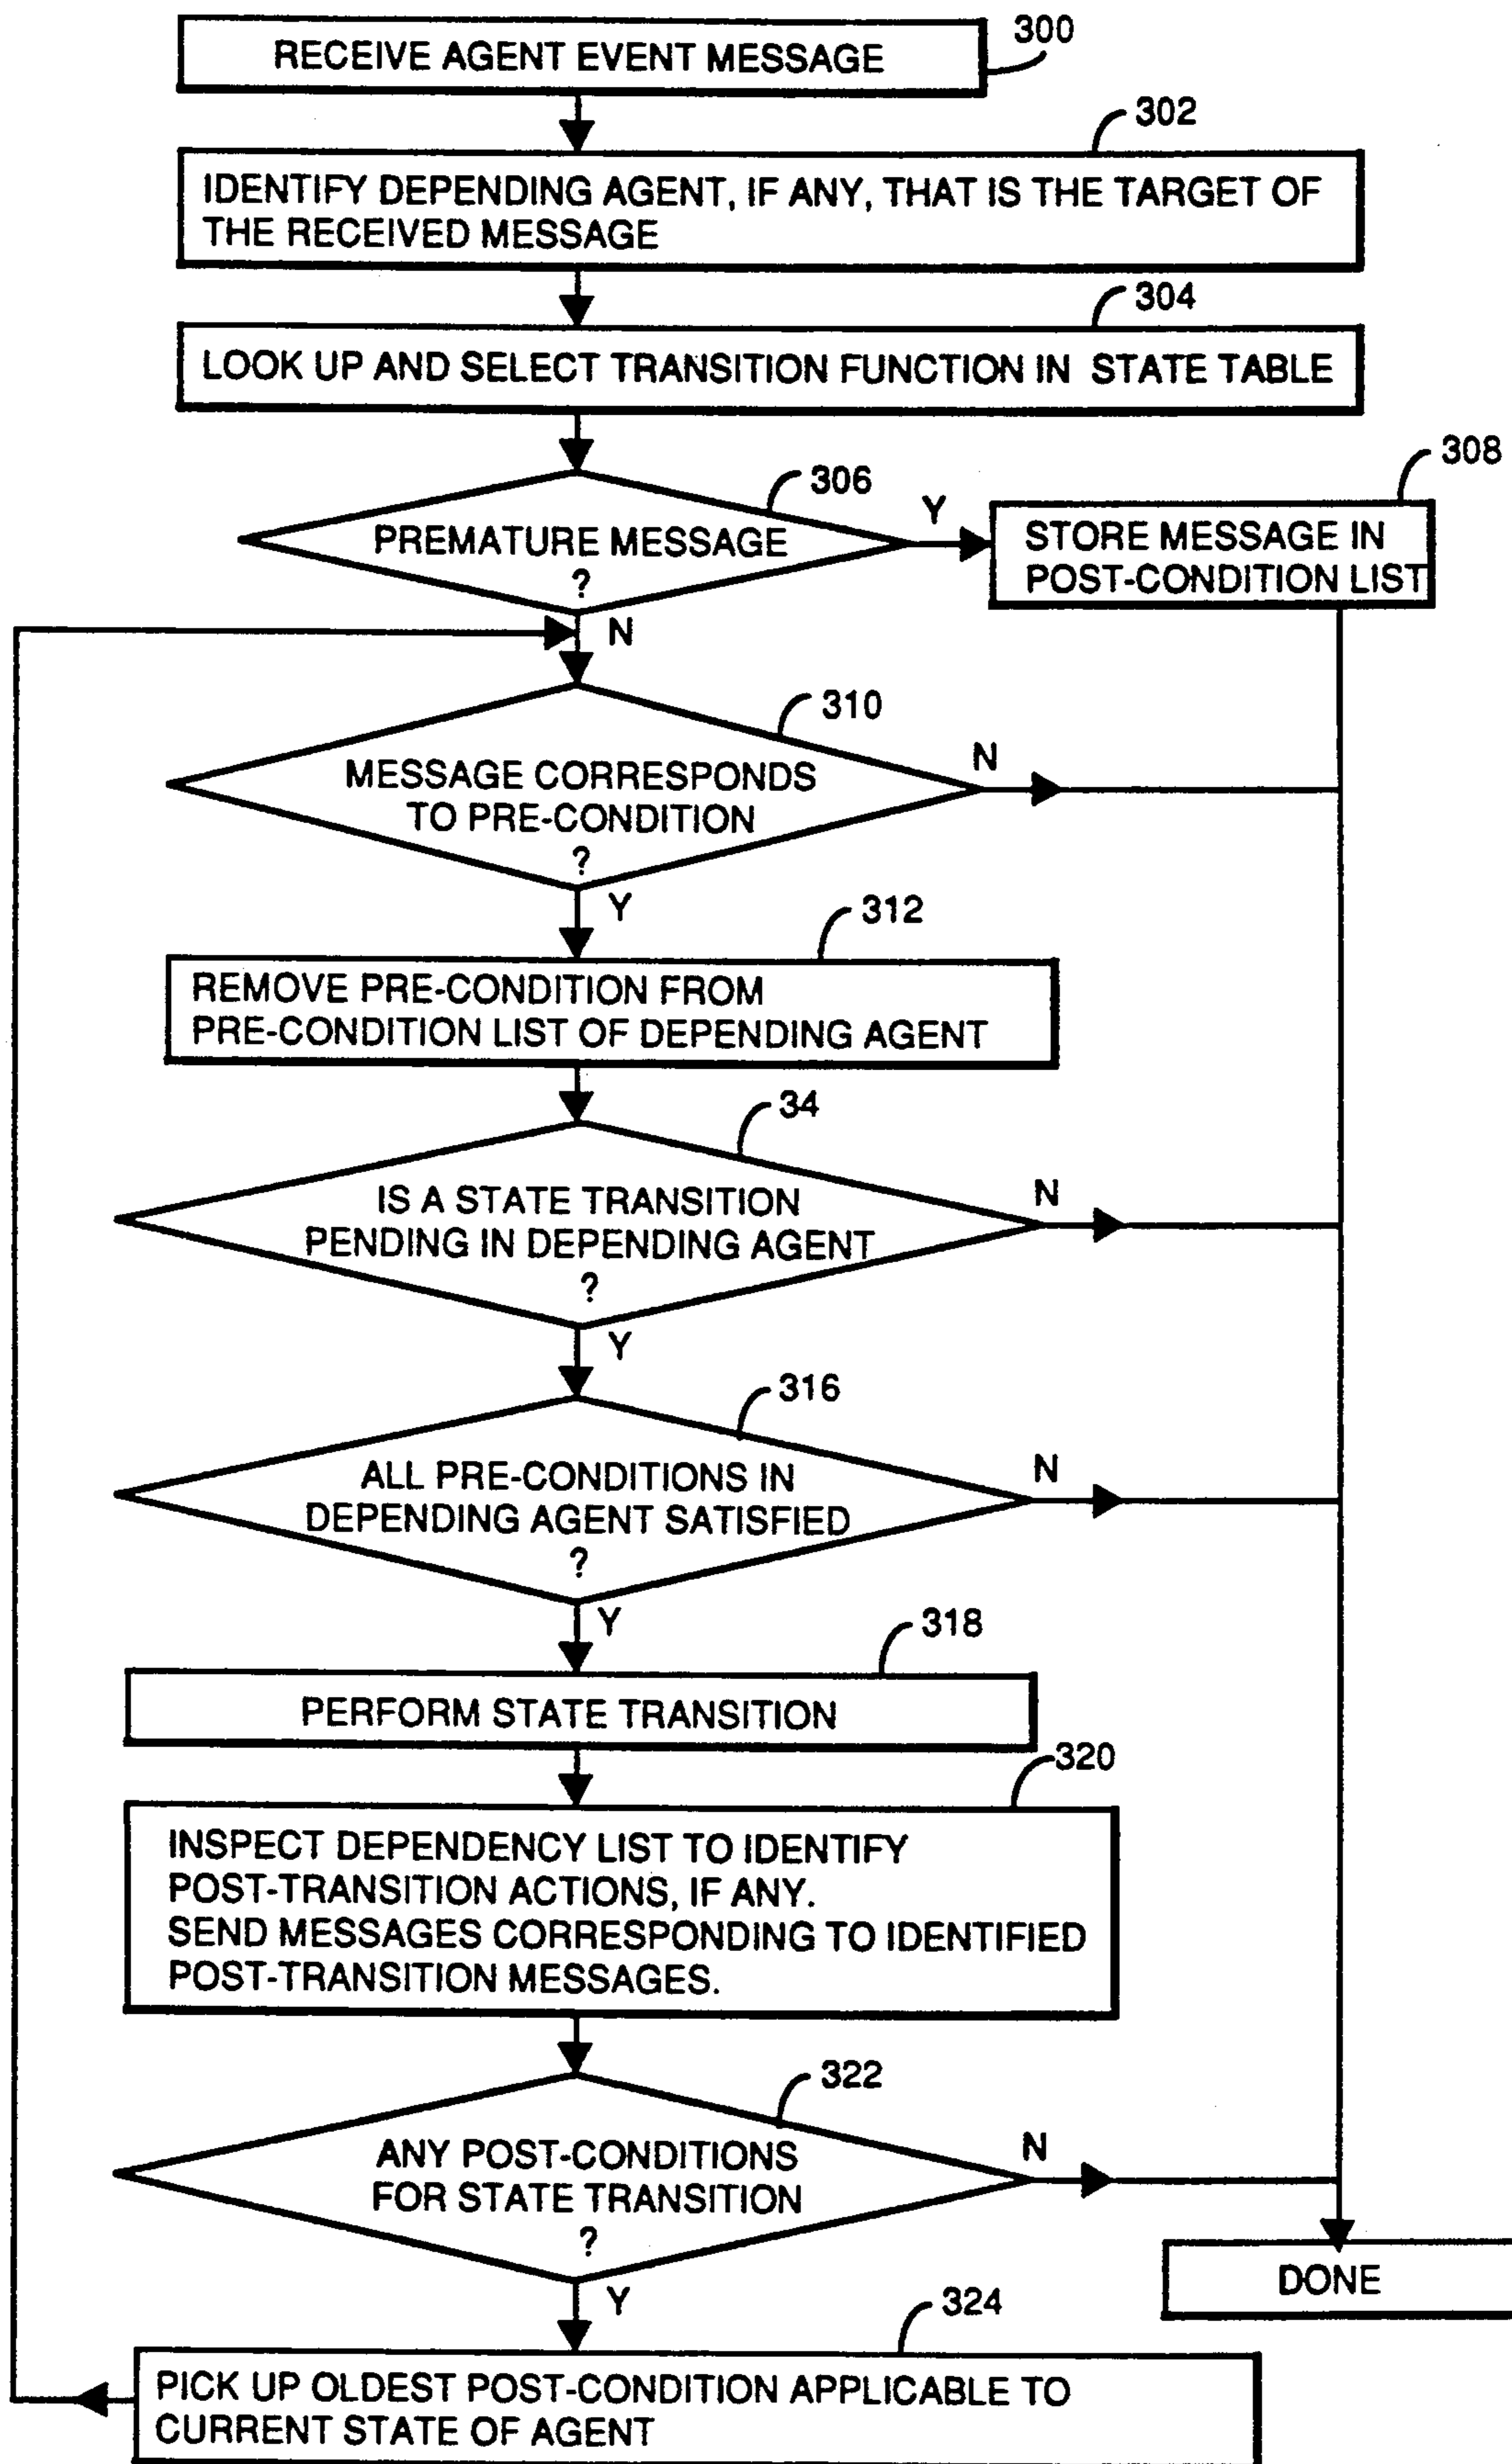 RECEIVE AGENT EVENT MESSAGE
300
302
IDENTIFY DEPENDING AGENT, IF ANY, THAT IS THE TARGET OF
THE RECEIVED MESSAGE
304
LOOK UP AND SELECT TRANSITION FUNCTION IN STATE TABLE
306
PREMATURE MESSAGE
?
Y
308
STORE MESSAGE IN
POST-CONDITION LIST
N
310
MESSAGE CORRESPONDS
TO PRE-CONDITION
?
N
Y
312
REMOVE PRE-CONDITION FROM
PRE-CONDITION LIST OF DEPENDING AGENT
34
IS A STATE TRANSITION
PENDING IN DEPENDING AGENT
?
N
Y
316
ALL PRE-CONDITIONS IN
DEPENDING AGENT SATISFIED
?
N
Y
318
PERFORM STATE TRANSITION
320
INSPECT DEPENDENCY LIST TO IDENTIFY
POST-TRANSITION ACTIONS, IF ANY.
SEND MESSAGES CORRESPONDING TO IDENTIFIED
POST-TRANSITION MESSAGES.
322
ANY POST-CONDITIONS
FOR STATE TRANSITION
?
N
Y
DONE
324
PICK UP OLDEST POST-CONDITION APPLICABLE TO
CURRENT STATE OF AGENT